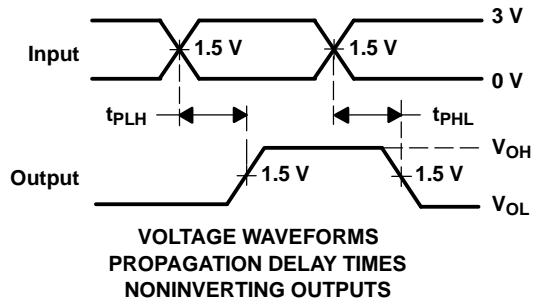 3 V
Input
1.5 V
1.5 V
0 V
tPLH
tPHL
VOH
Output
1.5 V
1.5 V
VOL
VOLTAGE WAVEFORMS
PROPAGATION DELAY TIMES
NONINVERTING OUTPUTS